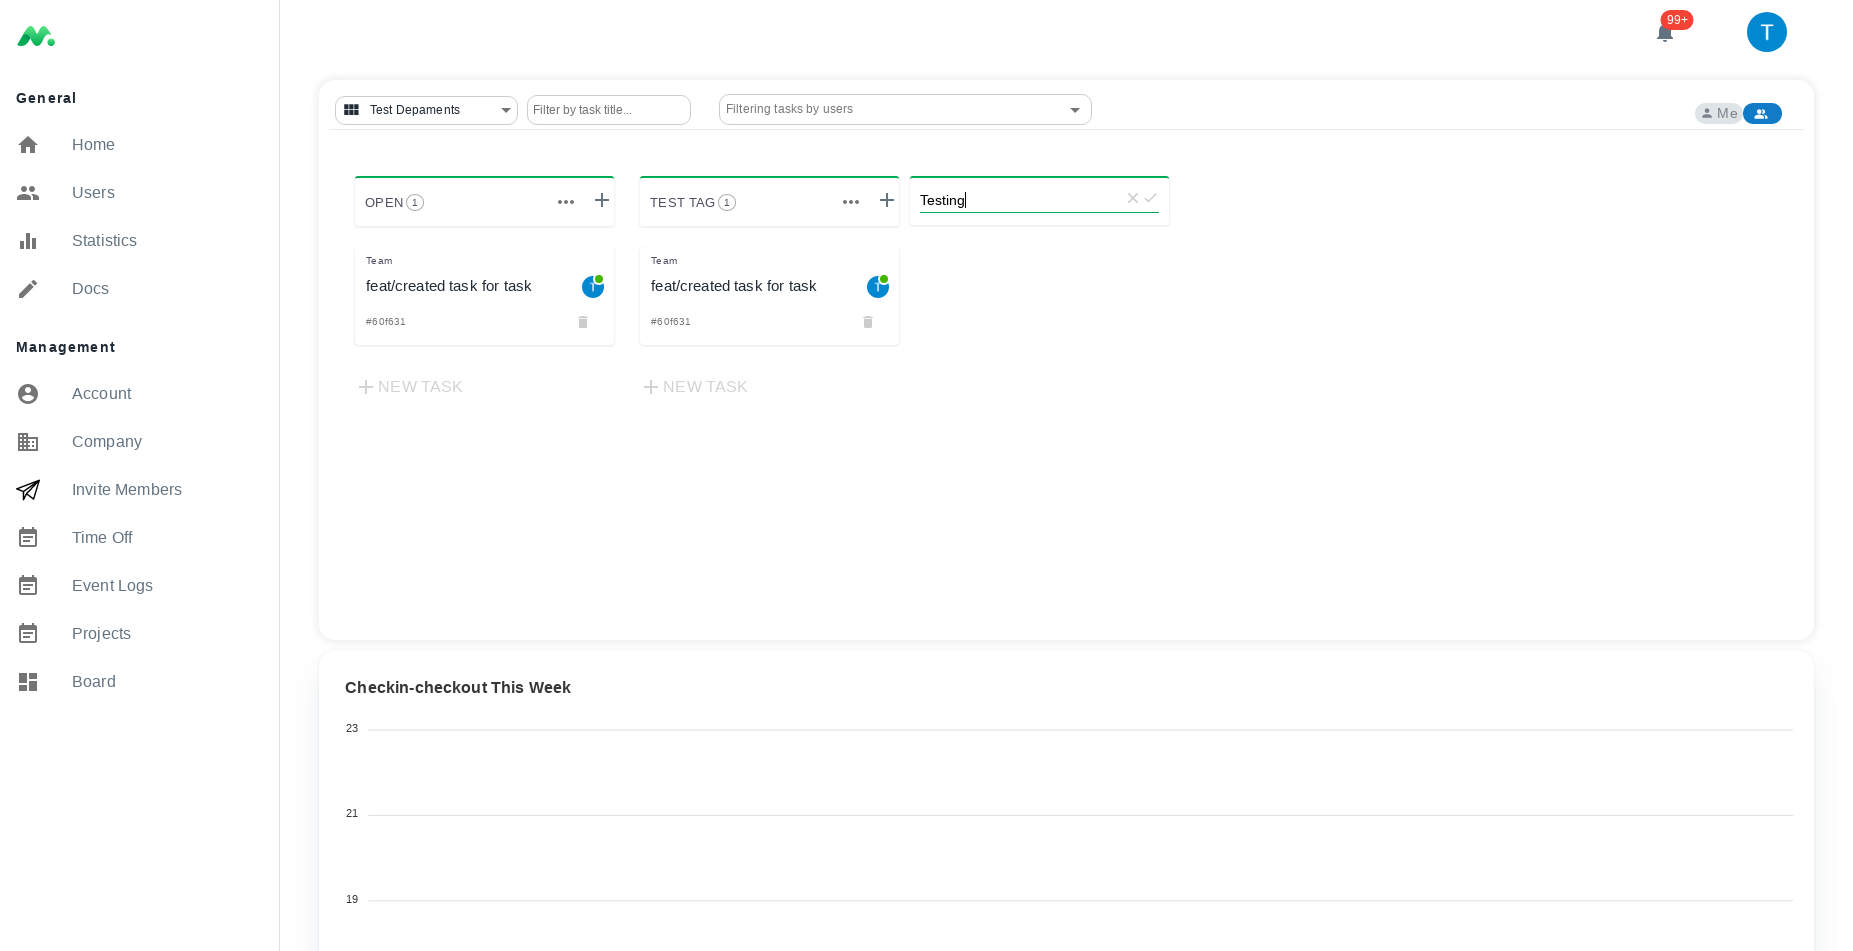 99+
T
General
Home
Users
Statistics
Docs
Management
Account
Company
Invite Members
Time Off
Event Logs
Projects
Board
Test Depaments
Filter by task title...
Filtering tasks by users
Me
OPEN 1
TEST TAG 1
Testing
Team
feat/created task for task
T
#60f631
Team
feat/created task for task
T
#60f631
NEW TASK
NEW TASK
Checkin-checkout This Week
23
21
19